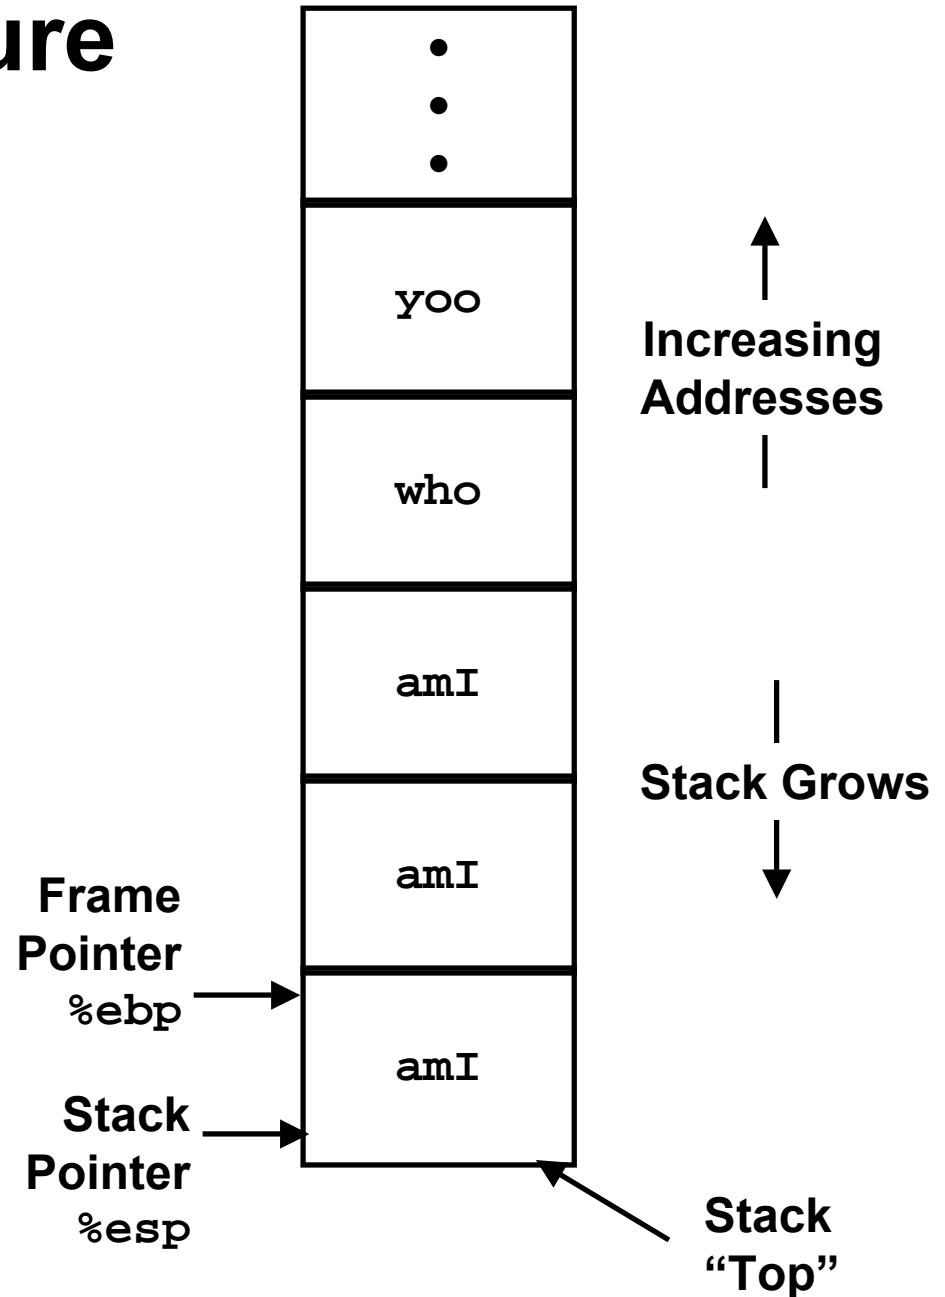 ure
yoo
Increasing
Addresses
who
amI
Stack Grows
amI
Frame
Pointer
%ebp
amI
Stack
Pointer
%esp
Stack
“Top”